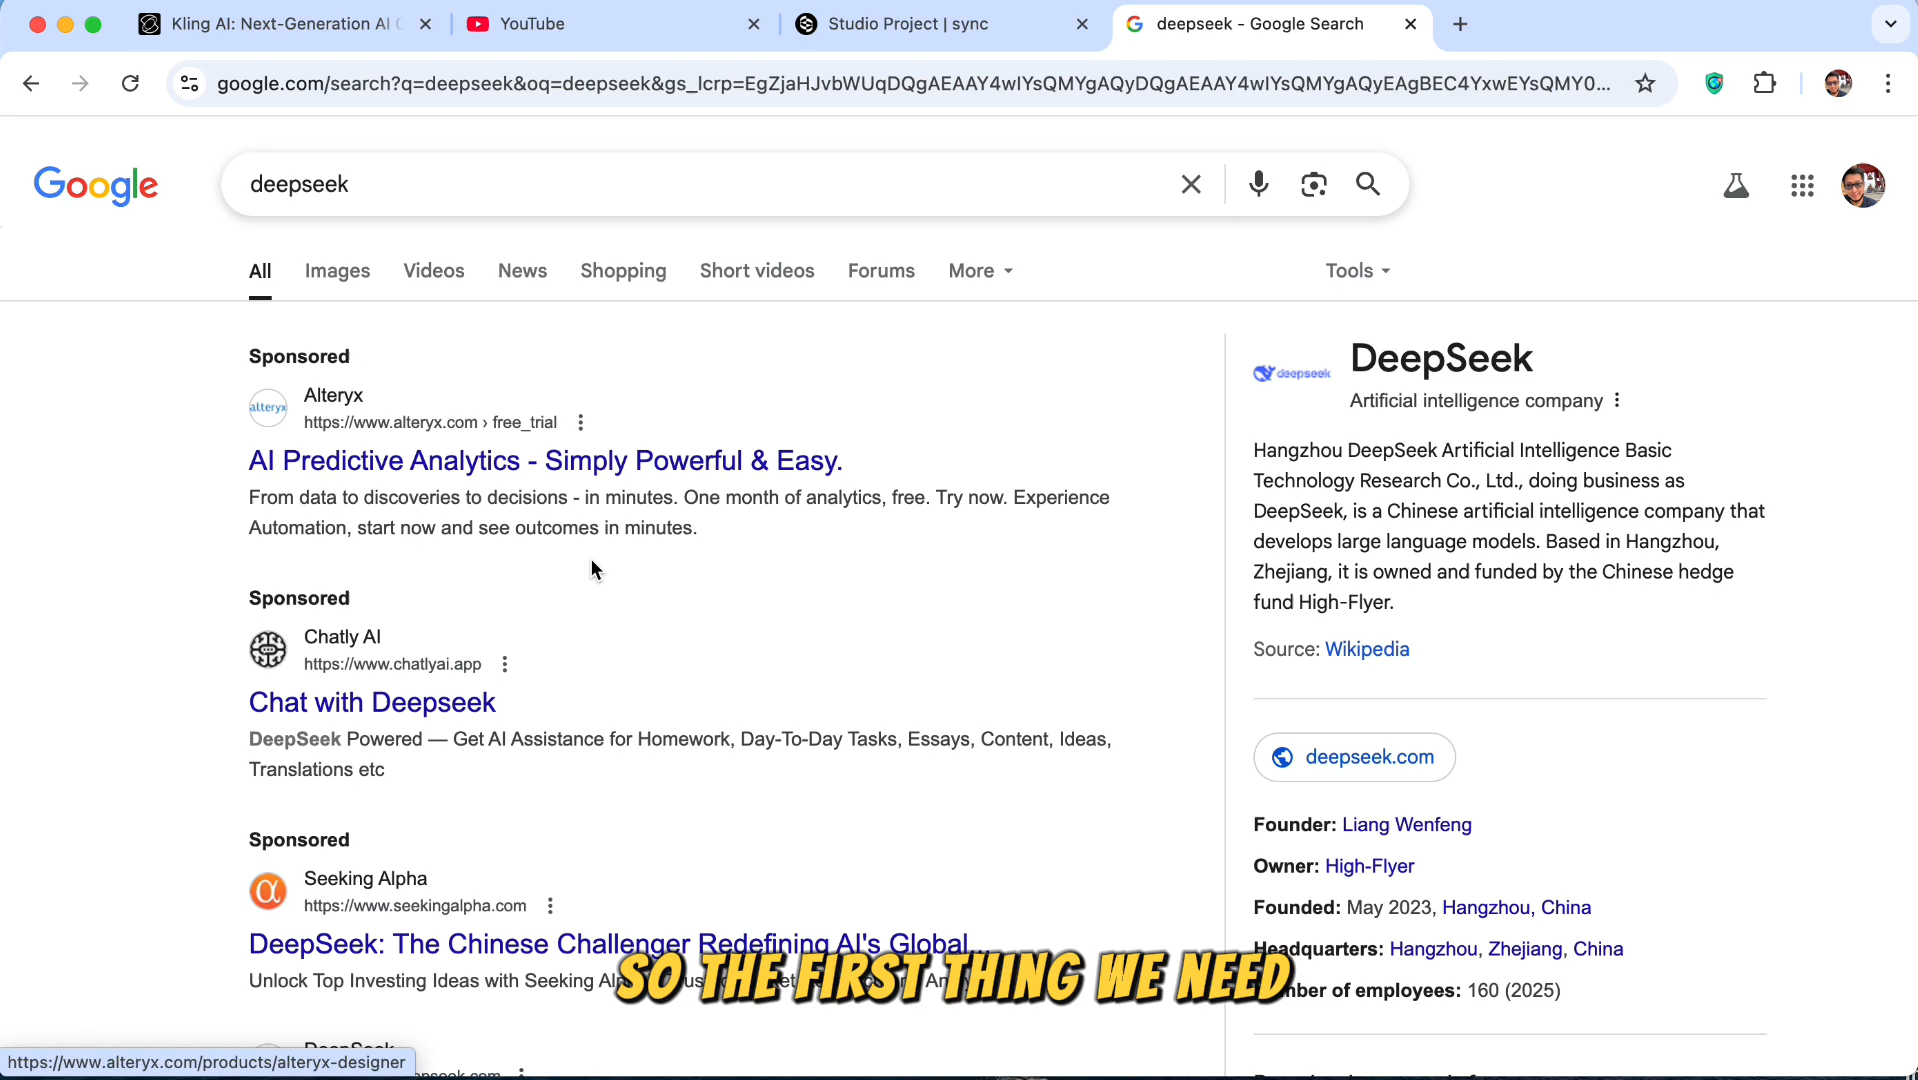 Kling AI: Next-Generation AI
YouTube
Studio Project | sync
deepseek - Google Search
google.com/search?q=deepseek&oq=deepseek&gs_lcrp=EgZjaHJvbWUqDQgAEAAY4wIYsQMYgAQyDQgAEAAY4wIYsQMYgAQyEAgBEC4YxwEYsQMY0...
Google
deepseek
All
Images
Videos
News
Shopping
Short videos
Forums
More
Tools
Sponsored
alteryx
Alteryx
https://www.alteryx.com › free_trial
AI Predictive Analytics - Simply Powerful & Easy.
From data to discoveries to decisions - in minutes. One month of analytics, free. Try now. Experience
Automation, start now and see outcomes in minutes.
Sponsored
Chatly AI
https://www.chatlyai.app
Chat with Deepseek
DeepSeek Powered — Get AI Assistance for Homework, Day-To-Day Tasks, Essays, Content, Ideas,
Translations etc
Sponsored
Seeking Alpha
https://www.seekingalpha.com
DeepSeek: The Chinese Challenger Redefining AI's Global...
Unlock Top Investing Ideas with Seeking
SO THE FIRST THING WE NEED
DeepSeek
https://www.alteryx.com/products/alteryx-designer
deepseek
DeepSeek
Artificial intelligence company
Hangzhou DeepSeek Artificial Intelligence Basic
Technology Research Co., Ltd., doing business as
DeepSeek, is a Chinese artificial intelligence company that
develops large language models. Based in Hangzhou,
Zhejiang, it is owned and funded by the Chinese hedge
fund High-Flyer.
Source: Wikipedia
deepseek.com
Founder: Liang Wenfeng
Owner: High-Flyer
Founded: May 2023, Hangzhou, China
Headquarters: Hangzhou, Zhejiang, China
of employees: 160 (2025)